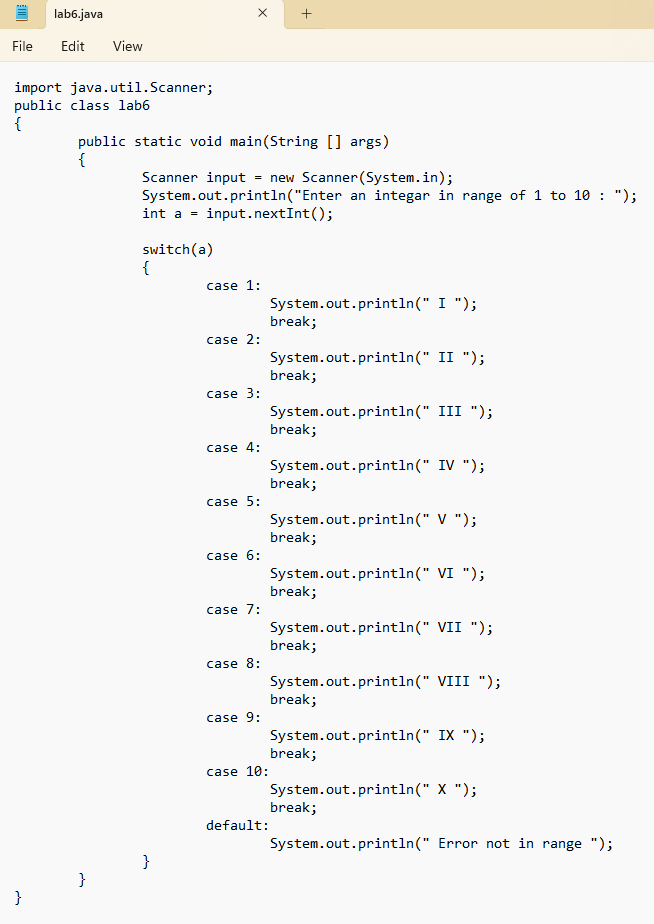 lab6.java
File Edit View
import java.util.Scanner;
public class lab6
{
        public static void main(String [] args)
        {
                Scanner input = new Scanner(System.in);
                System.out.println("Enter an integar in range of 1 to 10 : ");
                int a = input.nextInt();

                switch(a)
                {
                        case 1:
                                System.out.println(" I ");
                                break;
                        case 2:
                                System.out.println(" II ");
                                break;
                        case 3:
                                System.out.println(" III ");
                                break;
                        case 4:
                                System.out.println(" IV ");
                                break;
                        case 5:
                                System.out.println(" V ");
                                break;
                        case 6:
                                System.out.println(" VI ");
                                break;
                        case 7:
                                System.out.println(" VII ");
                                break;
                        case 8:
                                System.out.println(" VIII ");
                                break;
                        case 9:
                                System.out.println(" IX ");
                                break;
                        case 10:
                                System.out.println(" X ");
                                break;
                        default:
                                System.out.println(" Error not in range ");
                }
        }
}